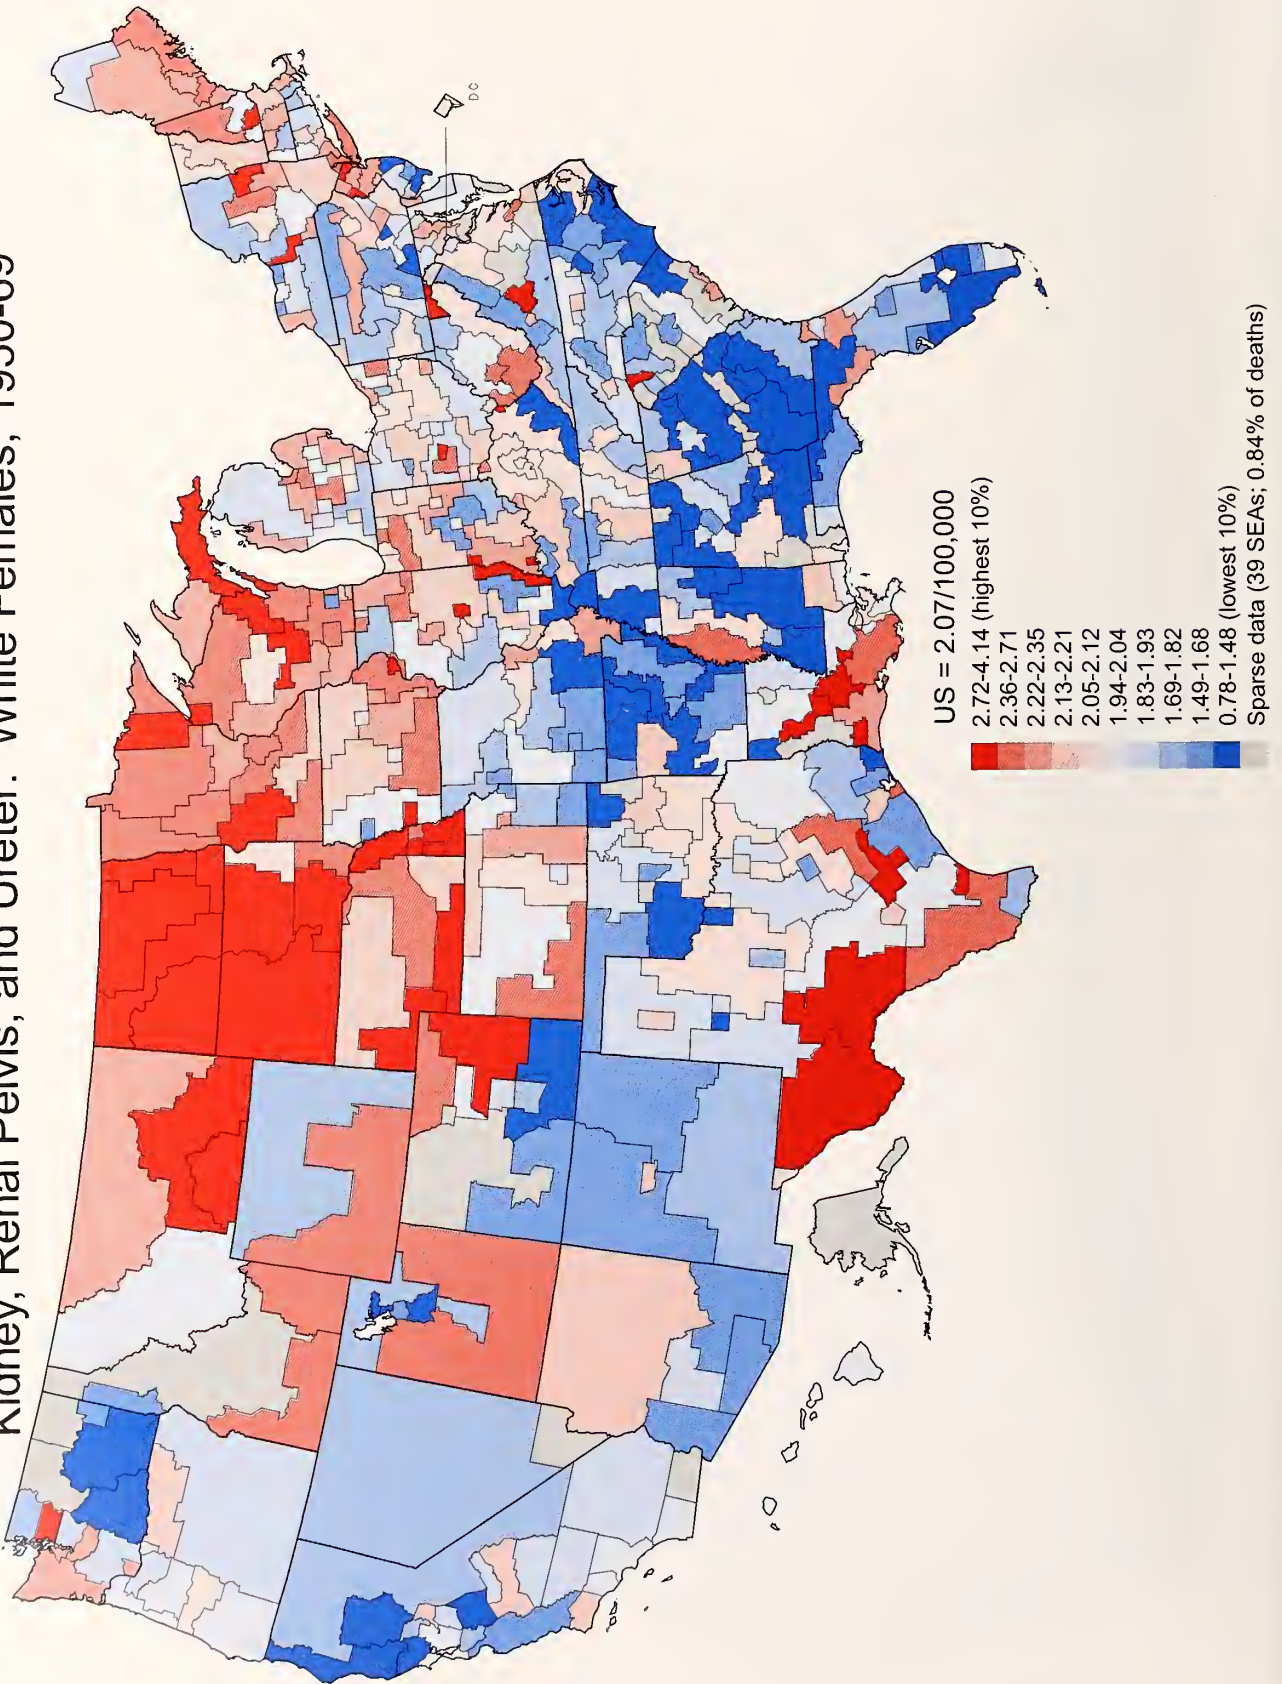 Kidney, Renal Pelvis, and Ureter: White Females, 1950-69
DC
US = 2.07/100,000
2.72-4.14 (highest 10%)
2.36-2.71
2.22-2.35
2.13-2.21
2.05-2.12
1.94-2.04
1.83-1.93
1.69-1.82
1.49-1.68
0.78-1.48 (lowest 10%)
Sparse data (39 SEAs; 0.84% of deaths)